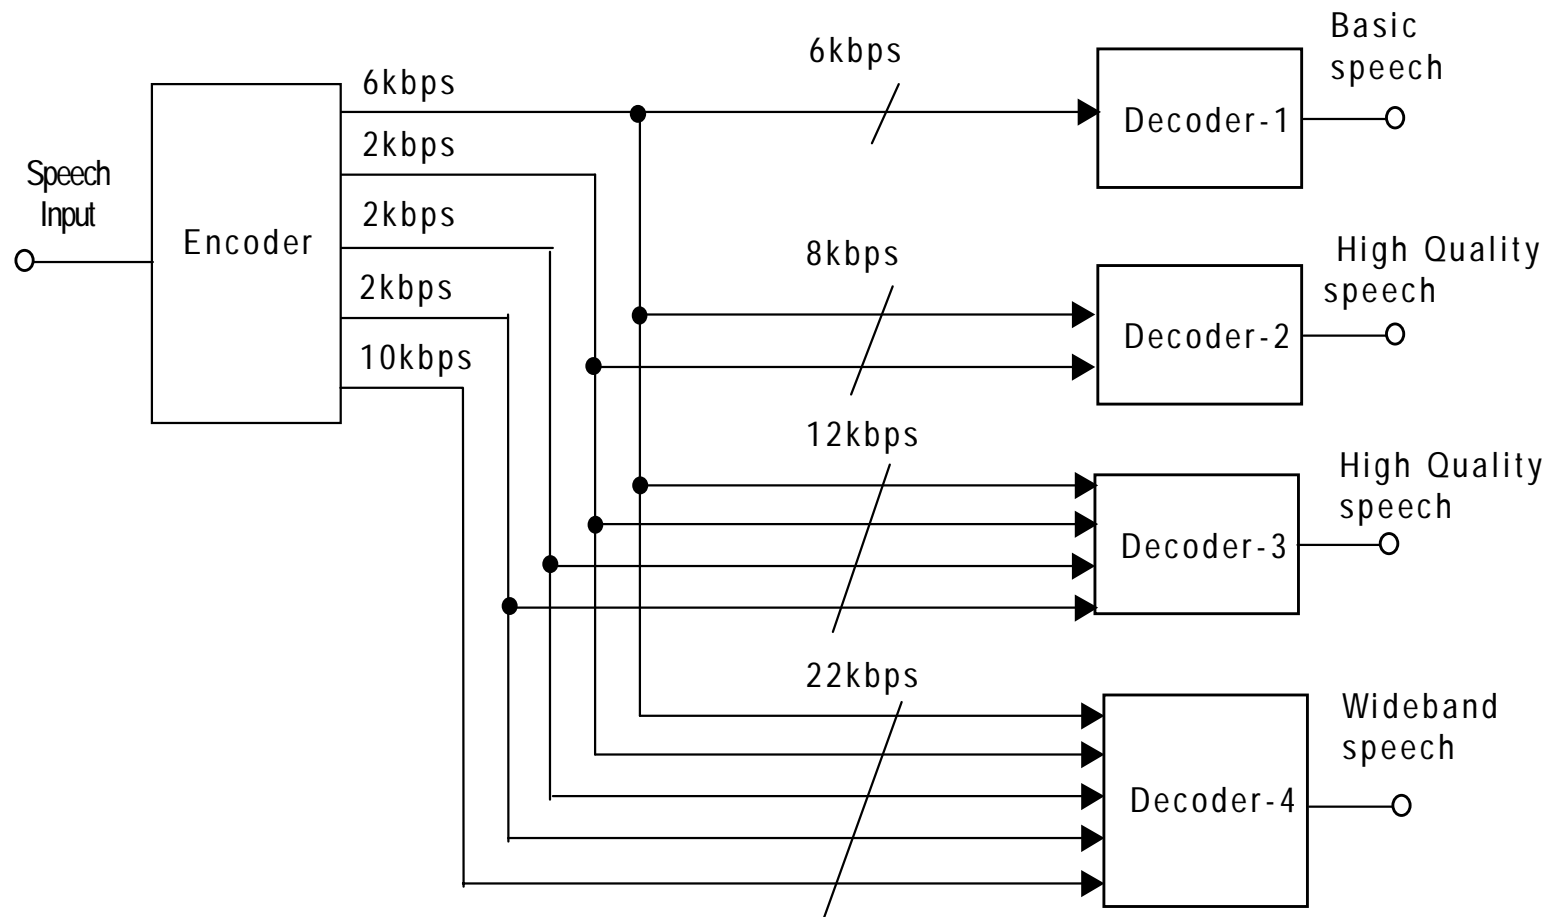 Speech
Input
Encoder
6kbps
2kbps
2kbps
2kbps
10kbps
6kbps
Decoder-1
Basic
speech
8kbps
Decoder-2
High Quality
speech
12kbps
Decoder-3
High Quality
speech
22kbps
Decoder-4
Wideband
speech